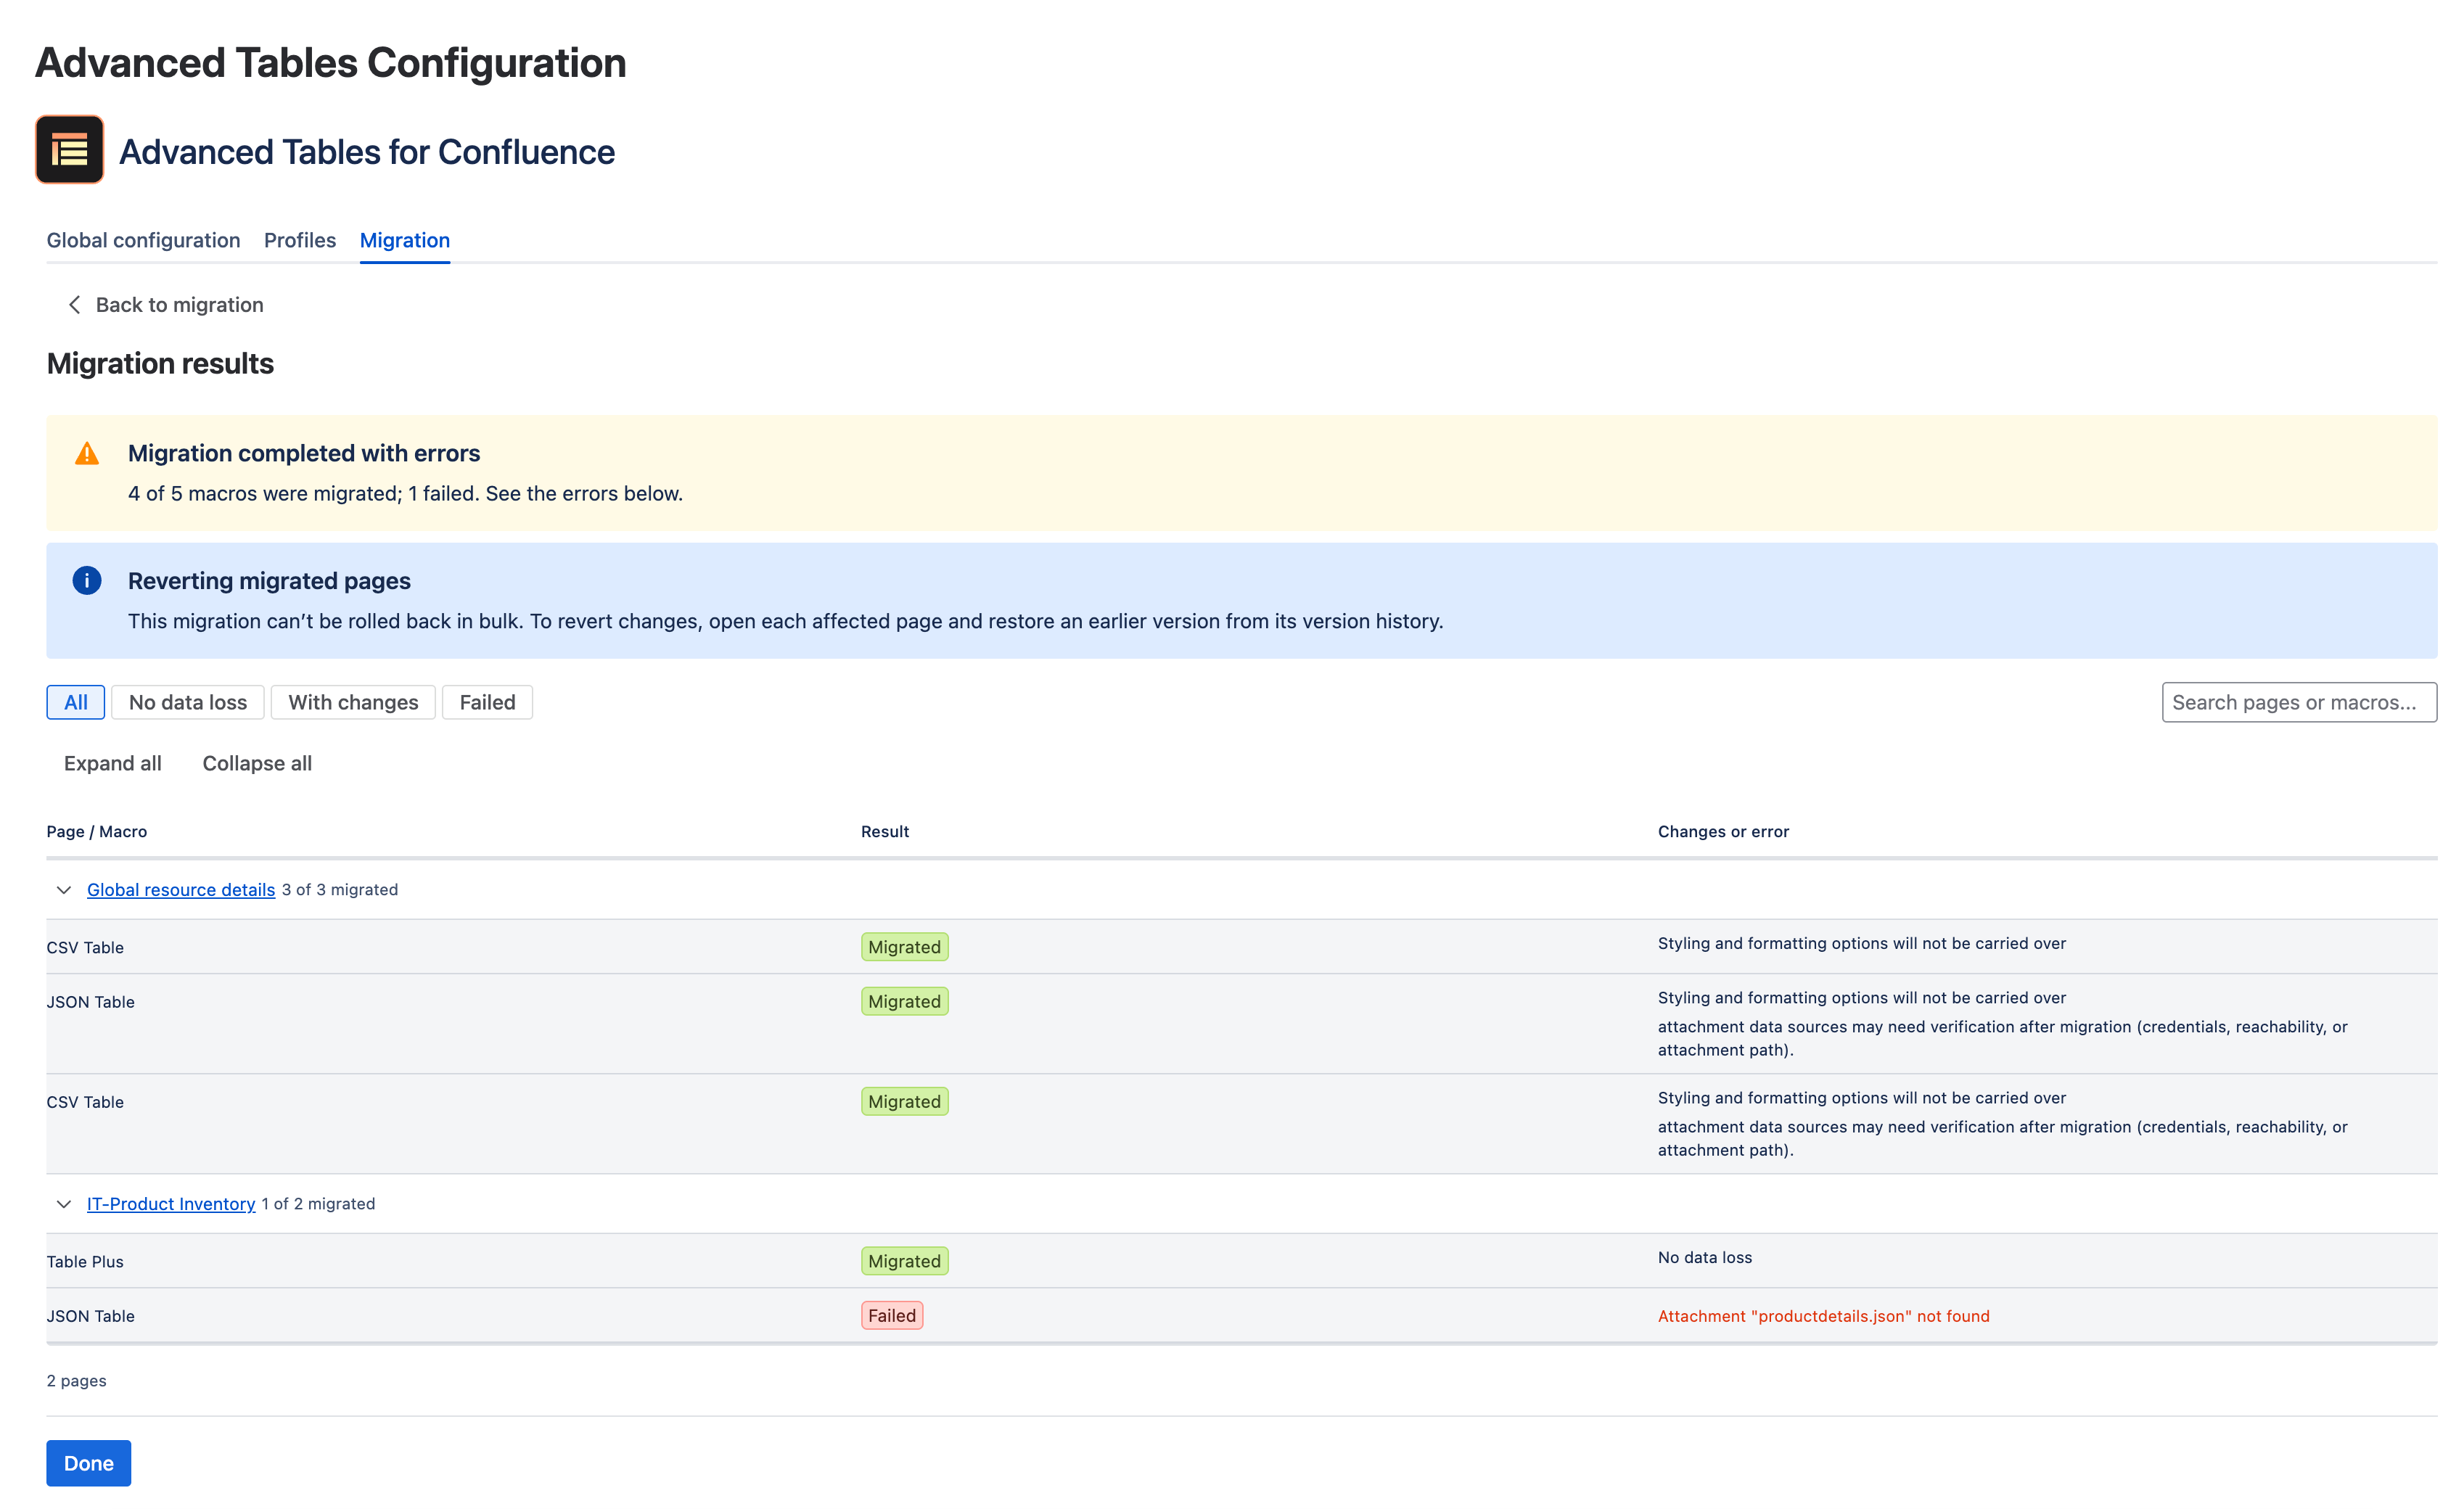 Advanced Tables Configuration
Advanced Tables for Confluence
Global configuration Profiles Migration
Back to migration
Migration results
Migration completed with errors
4 of 5 macros were migrated; 1 failed. See the errors below.
Reverting migrated pages
This migration can’t be rolled back in bulk. To revert changes, open each affected page and restore an earlier version from its version history.
All No data loss With changes Failed Search pages or macros...
Expand all Collapse all
Page / Macro Result Changes or error
Global resource details 3 of 3 migrated
CSV Table Migrated Styling and formatting options will not be carried over
JSON Table Migrated Styling and formatting options will not be carried over
attachment data sources may need verification after migration (credentials, reachability, or
attachment path).
CSV Table Migrated Styling and formatting options will not be carried over
attachment data sources may need verification after migration (credentials, reachability, or
attachment path).
IT-Product Inventory 1 of 2 migrated
Table Plus Migrated No data loss
JSON Table Failed Attachment "productdetails.json" not found
2 pages
Done